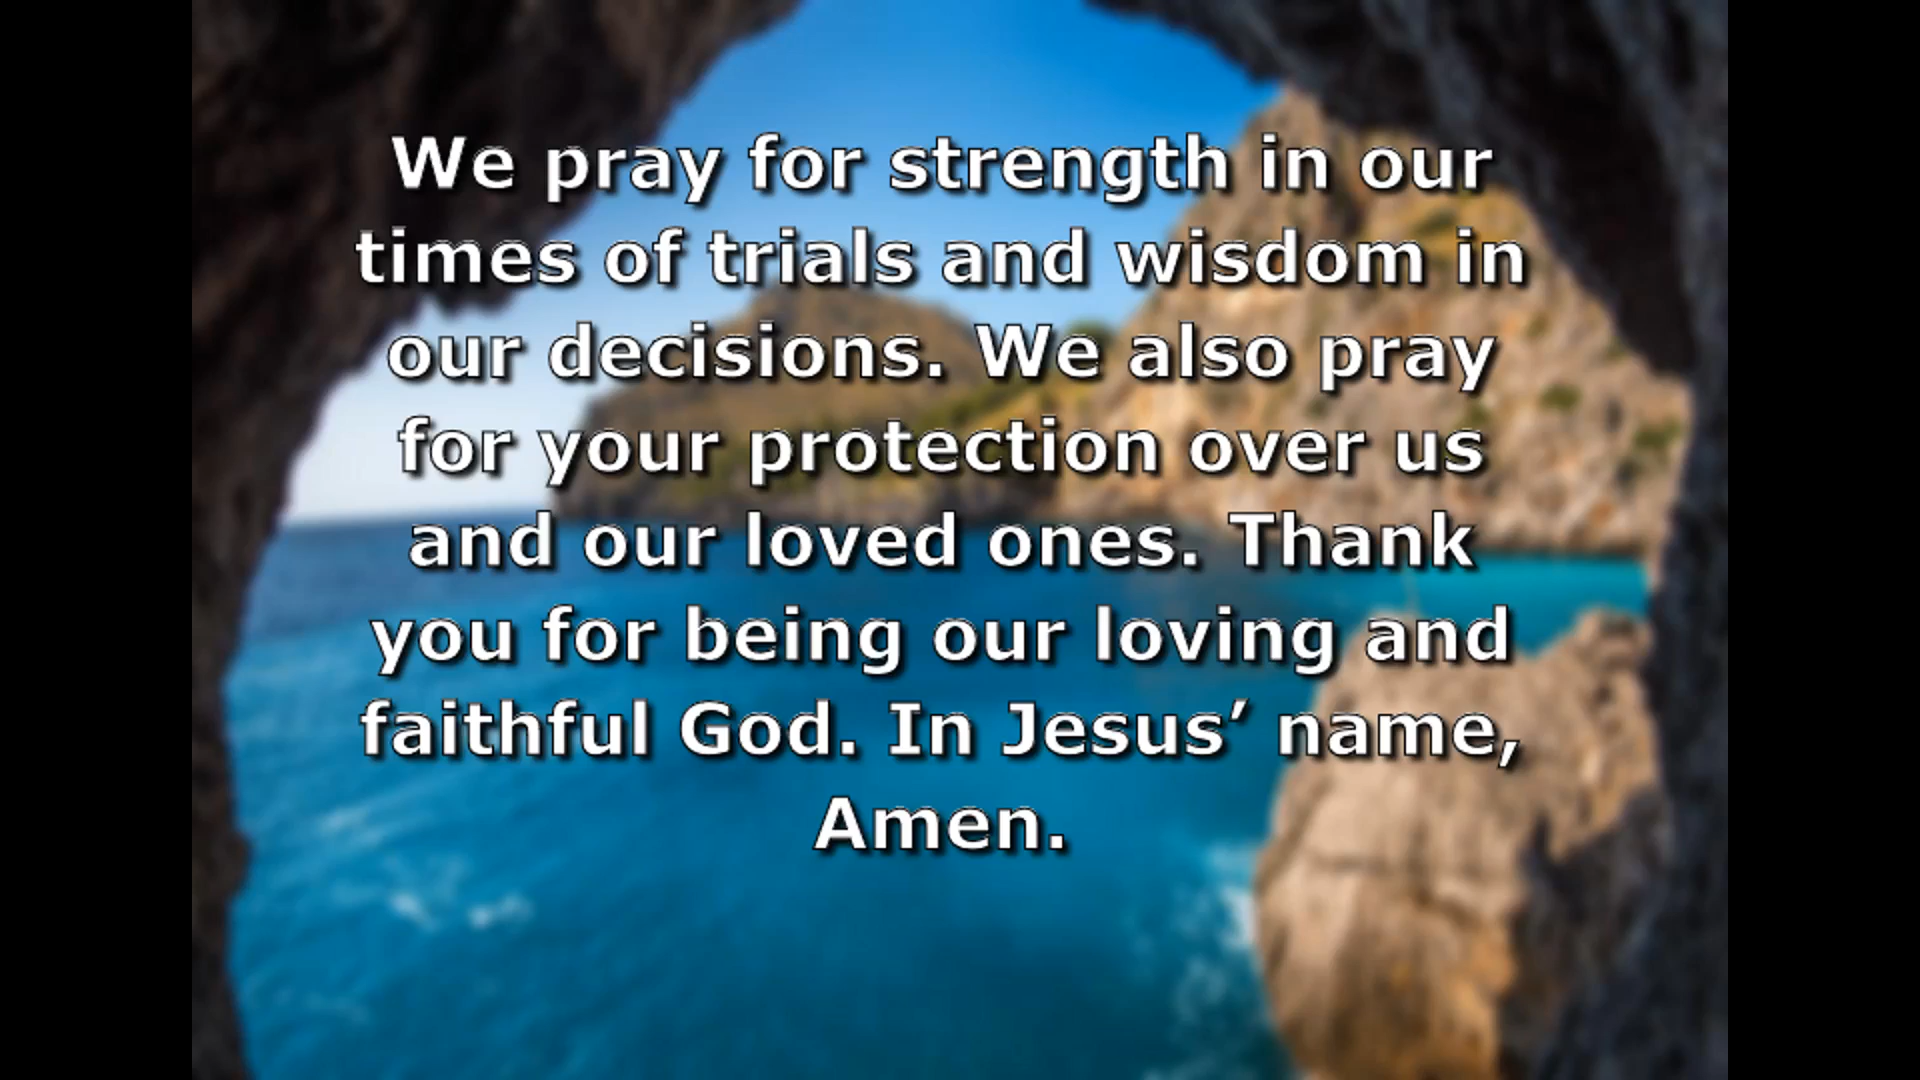 We pray for strength in our
times of trials and wisdom in
our decisions. We also pray
for your protection over us
and our loved ones. Thank
you for being our loving and
faithful God. In Jesus’ name,
Amen.